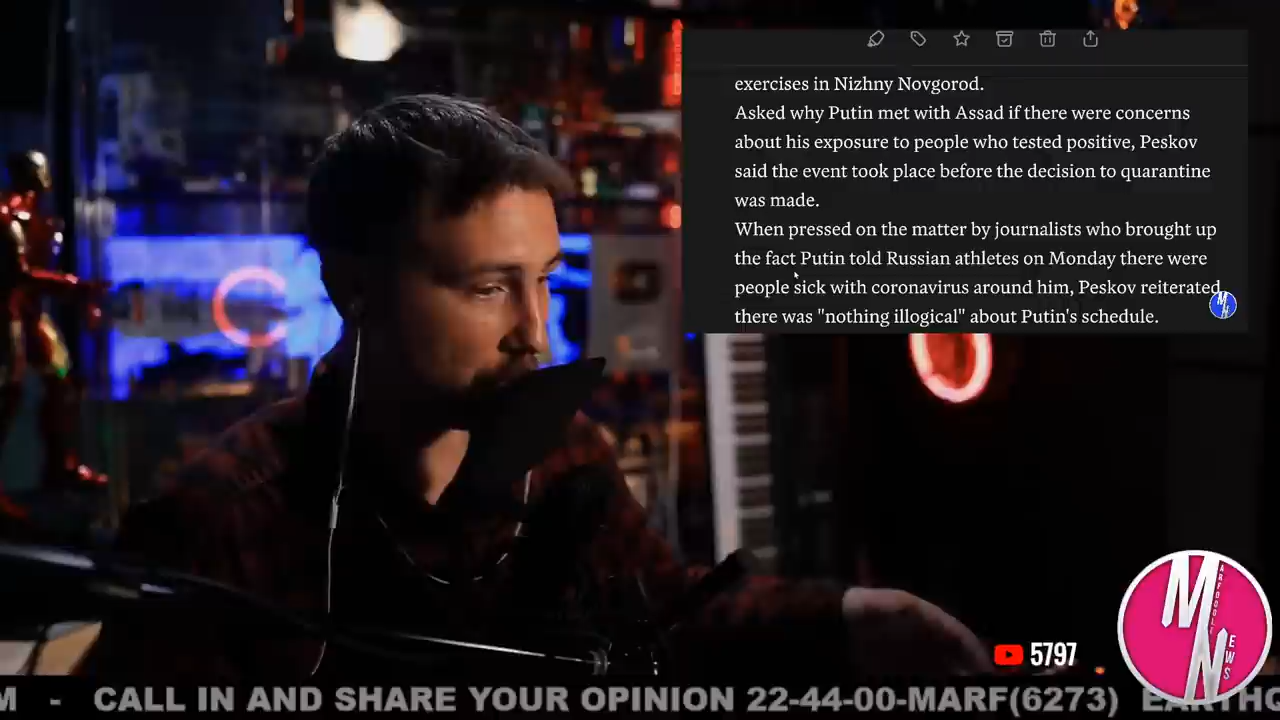 exercises in Nizhny Novgorod.
Asked why Putin met with Assad if there were concerns
about his exposure to people who tested positive, Peskov
said the event took place before the decision to quarantine
was made.
When pressed on the matter by journalists who brought up
the fact Putin told Russian athletes on Monday there were
people sick with coronavirus around him, Peskov reiterated
there was "nothing illogical" about Putin's schedule.
MN
MARFOOGLE
NEWS
5797
M - CALL IN AND SHARE YOUR OPINION 22-44-00-MARF(6273) EARTHQ